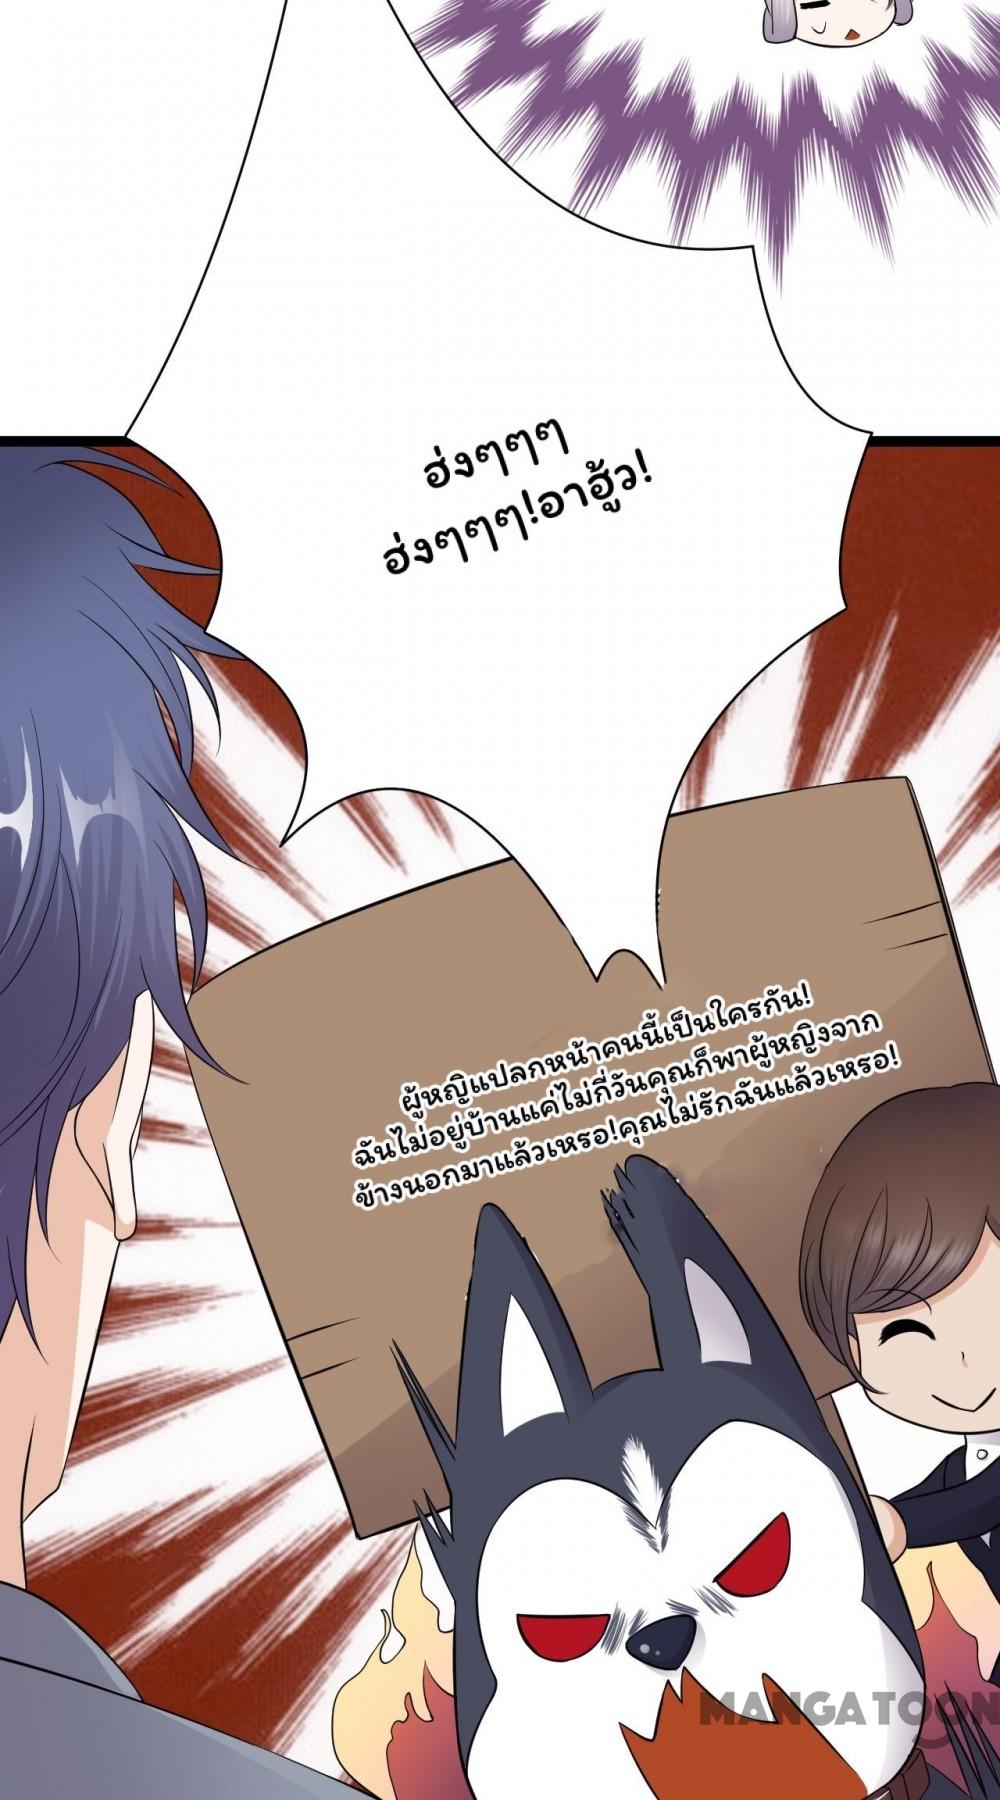 ฮ่งๆๆๆ
ฮ่งๆๆๆ!อาฮู้ว!
ผู้หญิแปลกหน้าคนนี้เป็นใครกัน!
ฉันไม่อยู่บ้านแค่ไม่กี่วันคุณก็พาผู้หญิงจาก
ข้างนอกมาแล้วเหรอ!คุณไม่รักฉันแล้วเหรอ!
MANGATOON